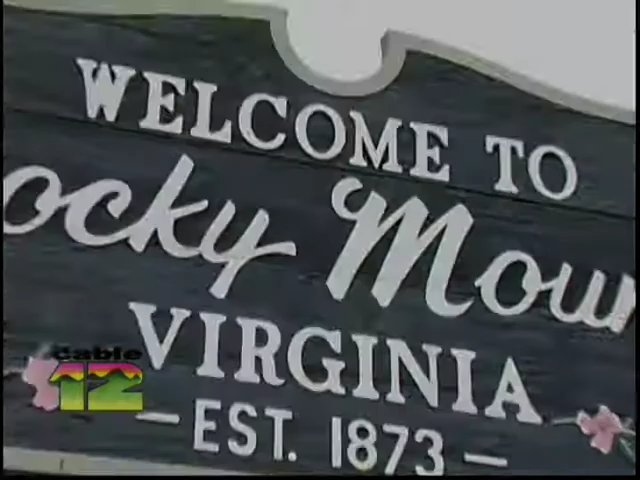 WELCOME TO
ocky Mou
VIRGINIA
Cable
12
— EST. 1873 —